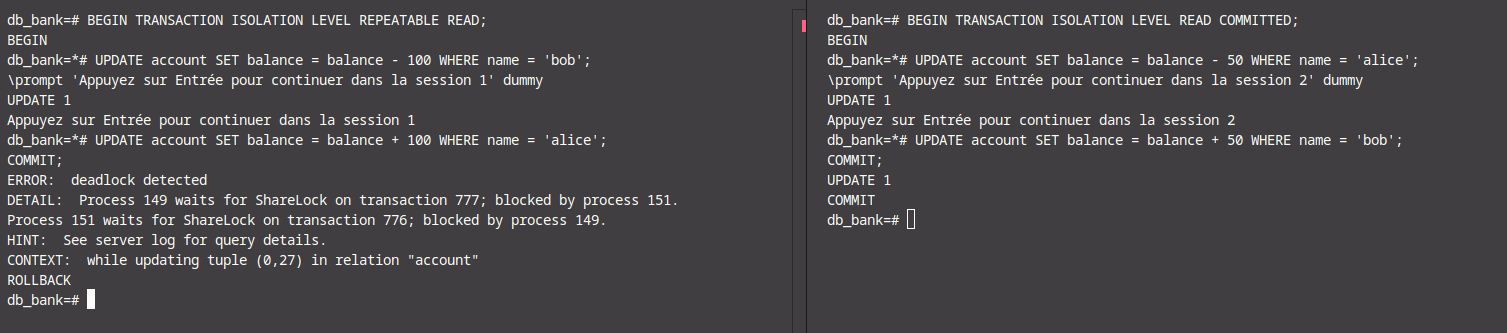 db_bank=# BEGIN TRANSACTION ISOLATION LEVEL REPEATABLE READ;
BEGIN
db_bank=*# UPDATE account SET balance = balance - 100 WHERE name = 'bob';
\prompt 'Appuyez sur Entrée pour continuer dans la session 1' dummy
UPDATE 1
Appuyez sur Entrée pour continuer dans la session 1
db_bank=*# UPDATE account SET balance = balance + 100 WHERE name = 'alice';
COMMIT;
ERROR:  deadlock detected
DETAIL:  Process 149 waits for ShareLock on transaction 777; blocked by process 151.
Process 151 waits for ShareLock on transaction 776; blocked by process 149.
HINT:  See server log for query details.
CONTEXT:  while updating tuple (0,27) in relation "account"
ROLLBACK
db_bank=#
db_bank=# BEGIN TRANSACTION ISOLATION LEVEL READ COMMITTED;
BEGIN
db_bank=*# UPDATE account SET balance = balance - 50 WHERE name = 'alice';
\prompt 'Appuyez sur Entrée pour continuer dans la session 2' dummy
UPDATE 1
Appuyez sur Entrée pour continuer dans la session 2
db_bank=*# UPDATE account SET balance = balance + 50 WHERE name = 'bob';
COMMIT;
UPDATE 1
COMMIT
db_bank=#